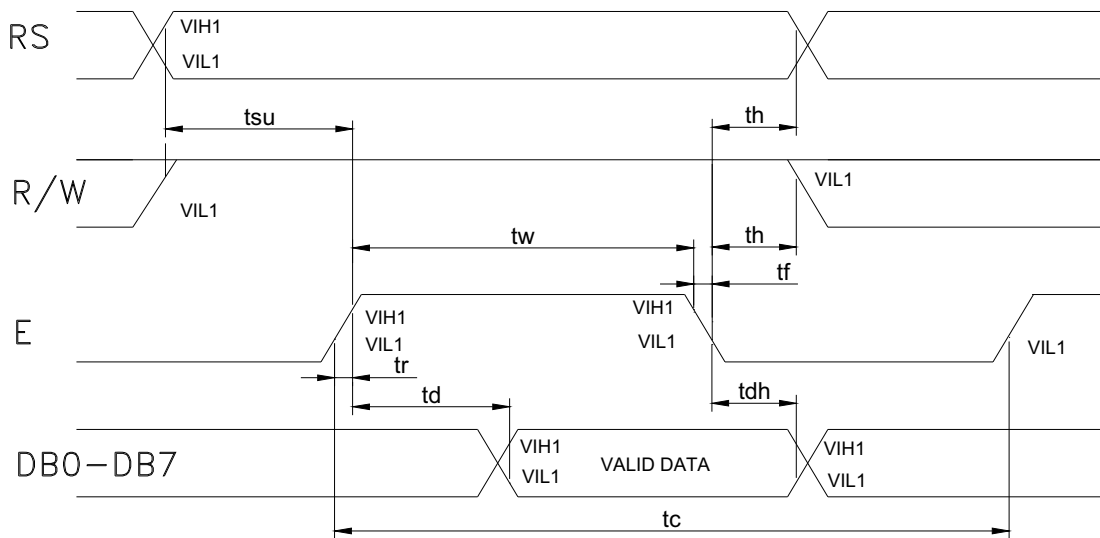 RS
VIH1
VIL1
tsu
th
R/W
VIL1
VIL1
tw
th
tf
E
VIH1
VIL1
VIH1
VIL1
VIL1
tr
td
tdh
DB0-DB7
VIH1
VIL1
VALID DATA
VIH1
VIL1
tc